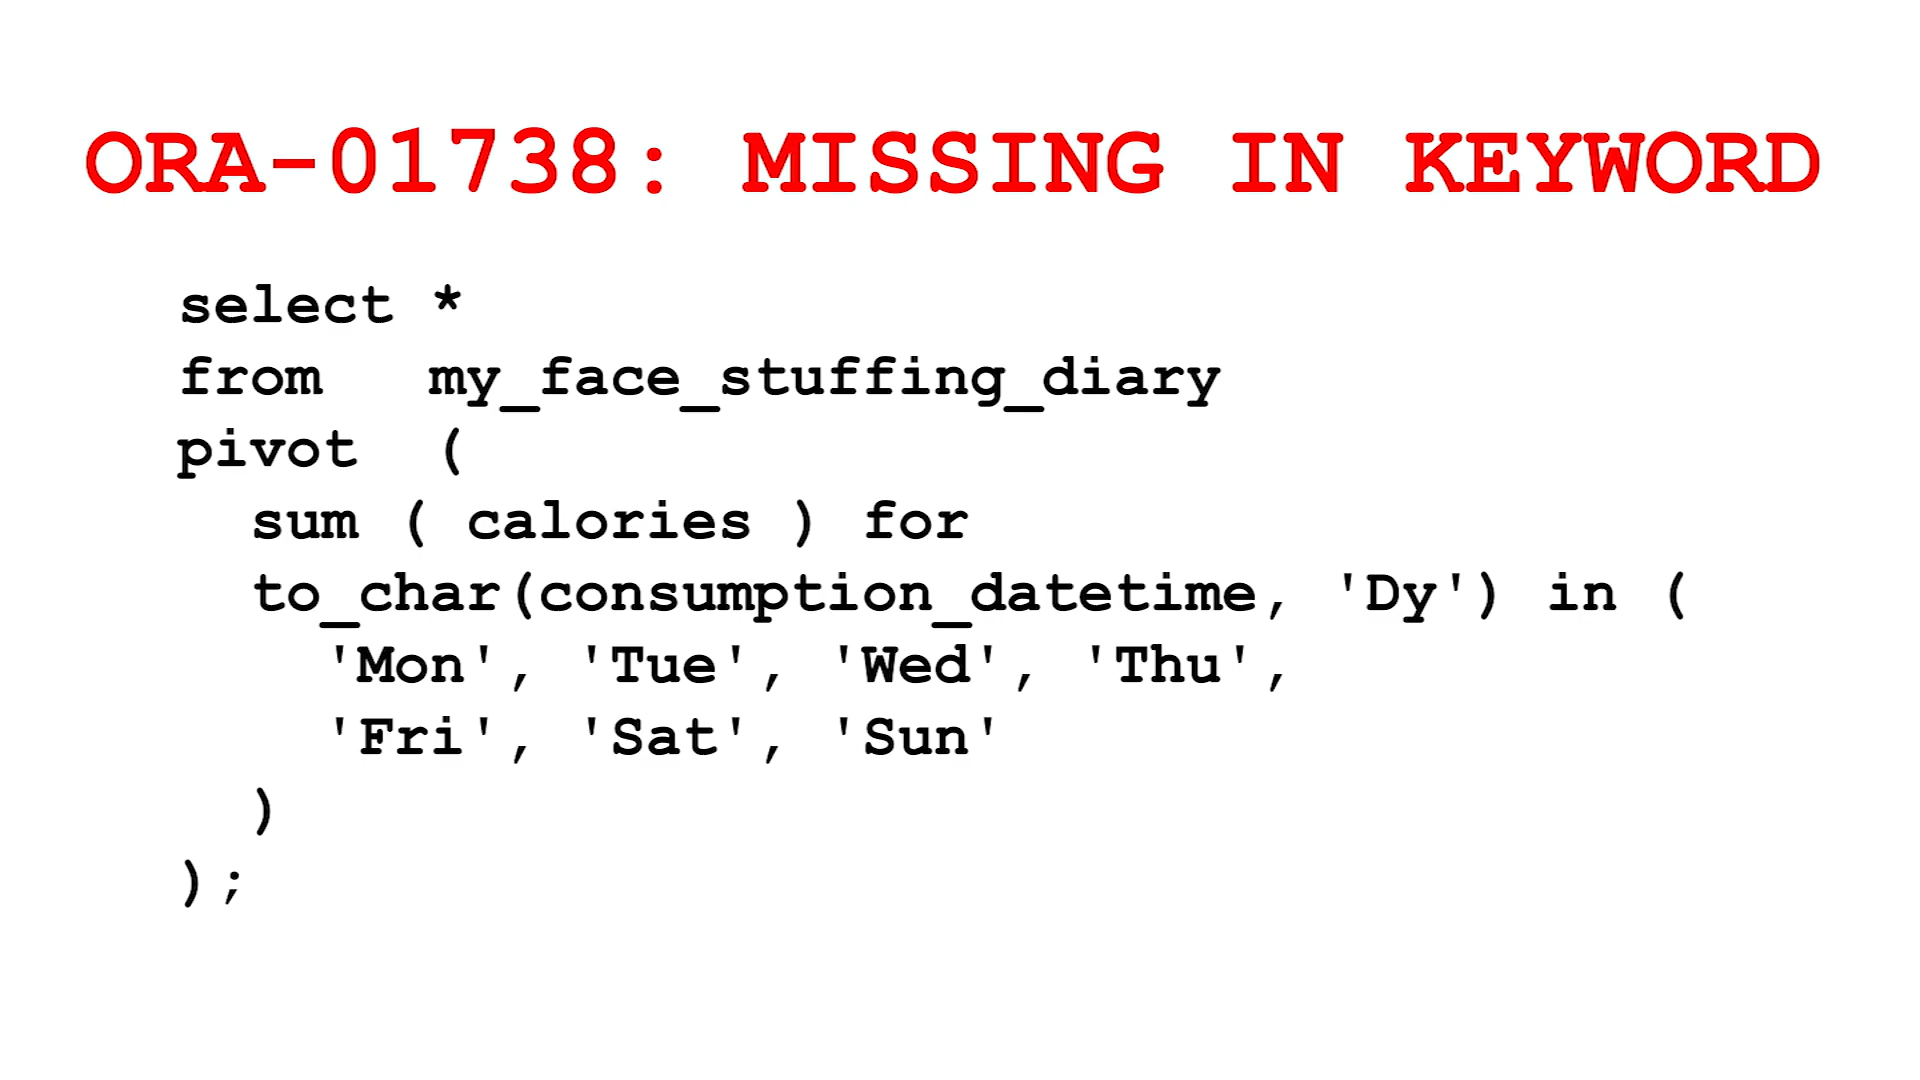 ORA-01738: MISSING IN KEYWORD
select *
from   my_face_stuffing_diary
pivot  (
  sum ( calories ) for
  to_char(consumption_datetime, 'Dy') in (
    'Mon', 'Tue', 'Wed', 'Thu',
    'Fri', 'Sat', 'Sun'
  )
);